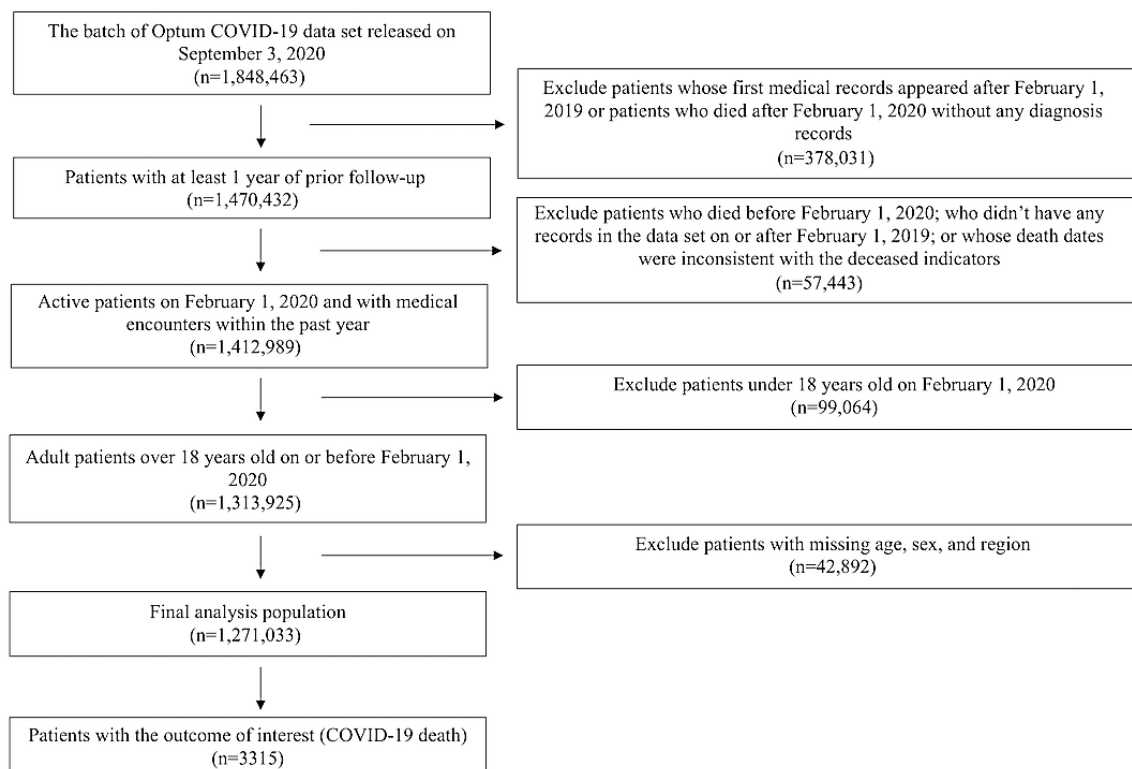 The batch of Optum COVID-19 data set released on
September 3, 2020
(n=1,848,463)
Exclude patients whose first medical records appeared after February 1,
2019 or patients who died after February 1, 2020 without any diagnosis
records
(n=378,031)
Patients with at least 1 year of prior follow-up
(n=1,470,432)
Exclude patients who died before February 1, 2020; who didn’t have any
records in the data set on or after February 1, 2019; or whose death dates
were inconsistent with the deceased indicators
(n=57,443)
Active patients on February 1, 2020 and with medical
encounters within the past year
(n=1,412,989)
Exclude patients under 18 years old on February 1, 2020
(n=99,064)
Adult patients over 18 years old on or before February 1,
2020
(n=1,313,925)
Exclude patients with missing age, sex, and region
(n=42,892)
Final analysis population
(n=1,271,033)
Patients with the outcome of interest (COVID-19 death)
(n=3315)